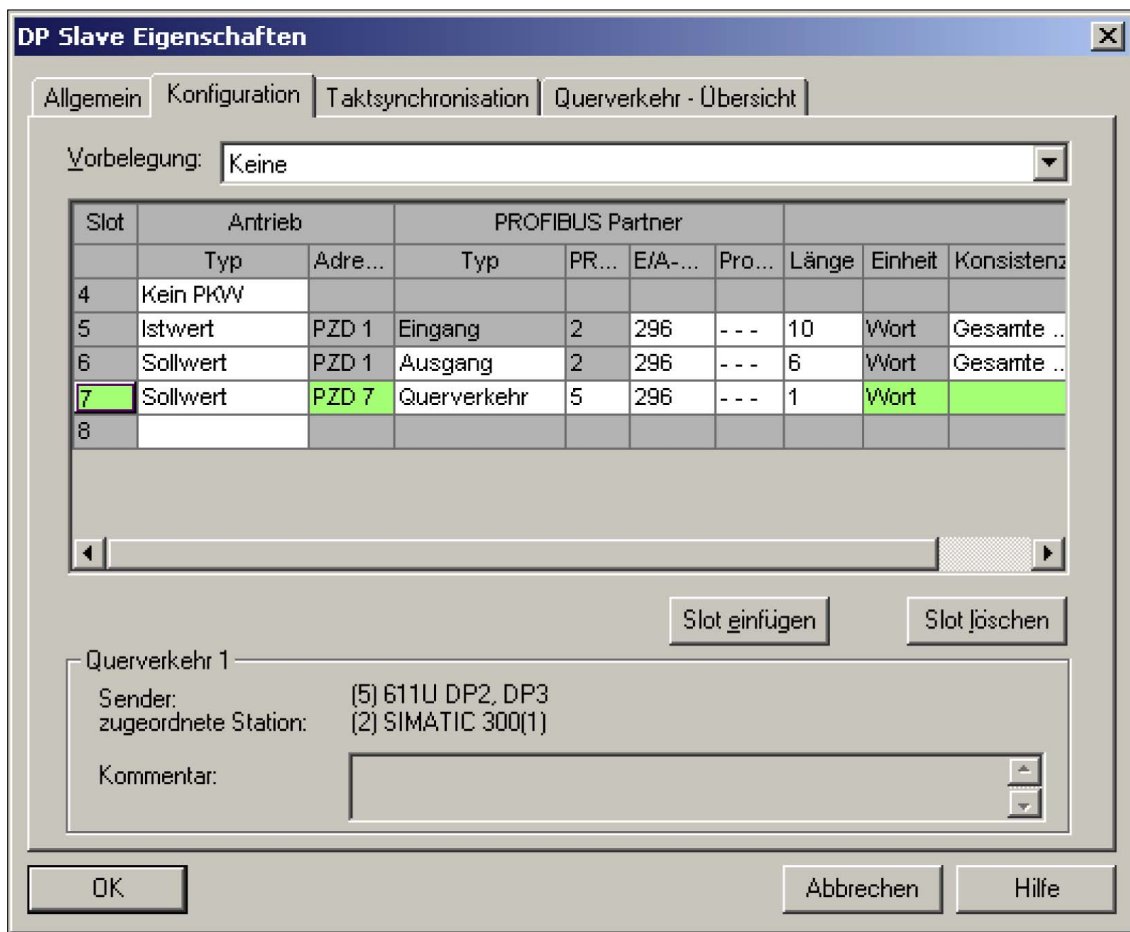 DP Slave Eigenschaften
Allgemein Konfiguration Taktsynchronisation Querverkehr - Übersicht
Vorbelegung: Keine
Slot Antrieb PROFIBUS Partner
Typ Adre... Typ PR... E/A-... Pro... Länge Einheit Konsistenz
4 Kein PKW
5 Istwert PZD 1 Eingang 2 296 - - - 10 Wort Gesamte ..
6 Sollwert PZD 1 Ausgang 2 296 - - - 6 Wort Gesamte ..
7 Sollwert PZD 7 Querverkehr 5 296 - - - 1 Wort
8
Slot einfügen Slot löschen
Querverkehr 1
Sender: (5) 611U DP2, DP3
zugeordnete Station: (2) SIMATIC 300(1)
Kommentar:
OK Abbrechen Hilfe